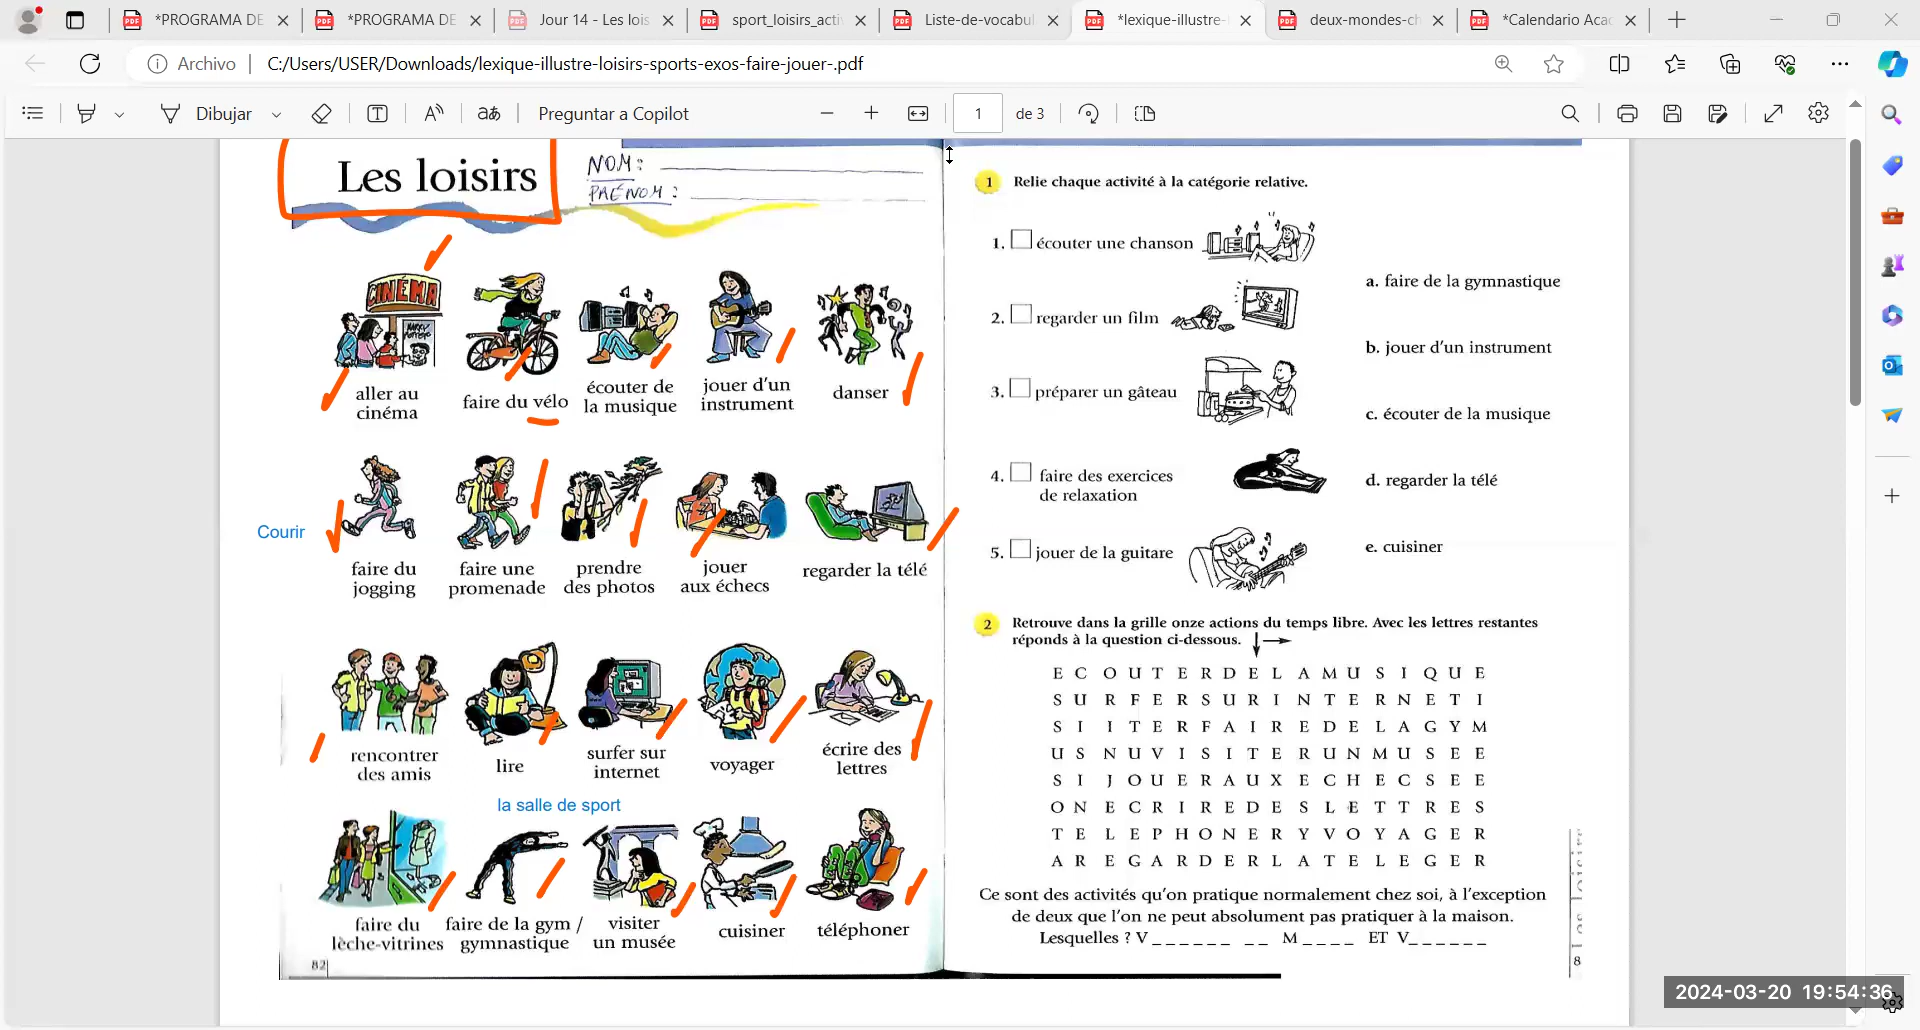 *PROGRAMA DE
*PROGRAMA DE
Jour 14 - Les lois
sport_loisirs_activ
Liste-de-vocabul
*lexique-illustre-l
deux-mondes-ch
*Calendario Acad
Archivo
C:/Users/USER/Downloads/lexique-illustre-loisirs-sports-exos-faire-jouer-.pdf
Dibujar
Preguntar a Copilot
1
de 3
Les loisirs
NOM:
PRÉNOM:
CINÉMA
HARRY
POTTER
aller au
cinéma
faire du vélo
écouter de
la musique
jouer d'un
instrument
danser
Courir
faire du
jogging
faire une
promenade
prendre
des photos
jouer
aux échecs
regarder la télé
rencontrer
des amis
lire
surfer sur
internet
voyager
écrire des
lettres
la salle de sport
faire du
lèche-vitrines
faire de la gym /
gymnastique
visiter
un musée
cuisiner
téléphoner
82
1 Relie chaque activité à la catégorie relative.
1. écouter une chanson
2. regarder un film
3. préparer un gâteau
4. faire des exercices
de relaxation
5. jouer de la guitare
a. faire de la gymnastique
b. jouer d'un instrument
c. écouter de la musique
d. regarder la télé
e. cuisiner
2 Retrouve dans la grille onze actions du temps libre. Avec les lettres restantes
réponds à la question ci-dessous.
E C O U T E R D E L A M U S I Q U E
S U R F E R S U R I N T E R N E T I
S I I T E R F A I R E D E L A G Y M
U S N U V I S I T E R U N M U S E E
S I J O U E R A U X E C H E C S E E
O N E C R I R E D E S L E T T R E S
T E L E P H O N E R Y V O Y A G E R
A R E G A R D E R L A T E L E G E R
Ce sont des activités qu'on pratique normalement chez soi, à l'exception
de deux que l'on ne peut absolument pas pratiquer à la maison.
Lesquelles ? V _ _ _ _ _ _ _ _ M _ _ _ _ ET V _ _ _ _ _ _
Les loisirs
8
2024-03-20 19:54:36